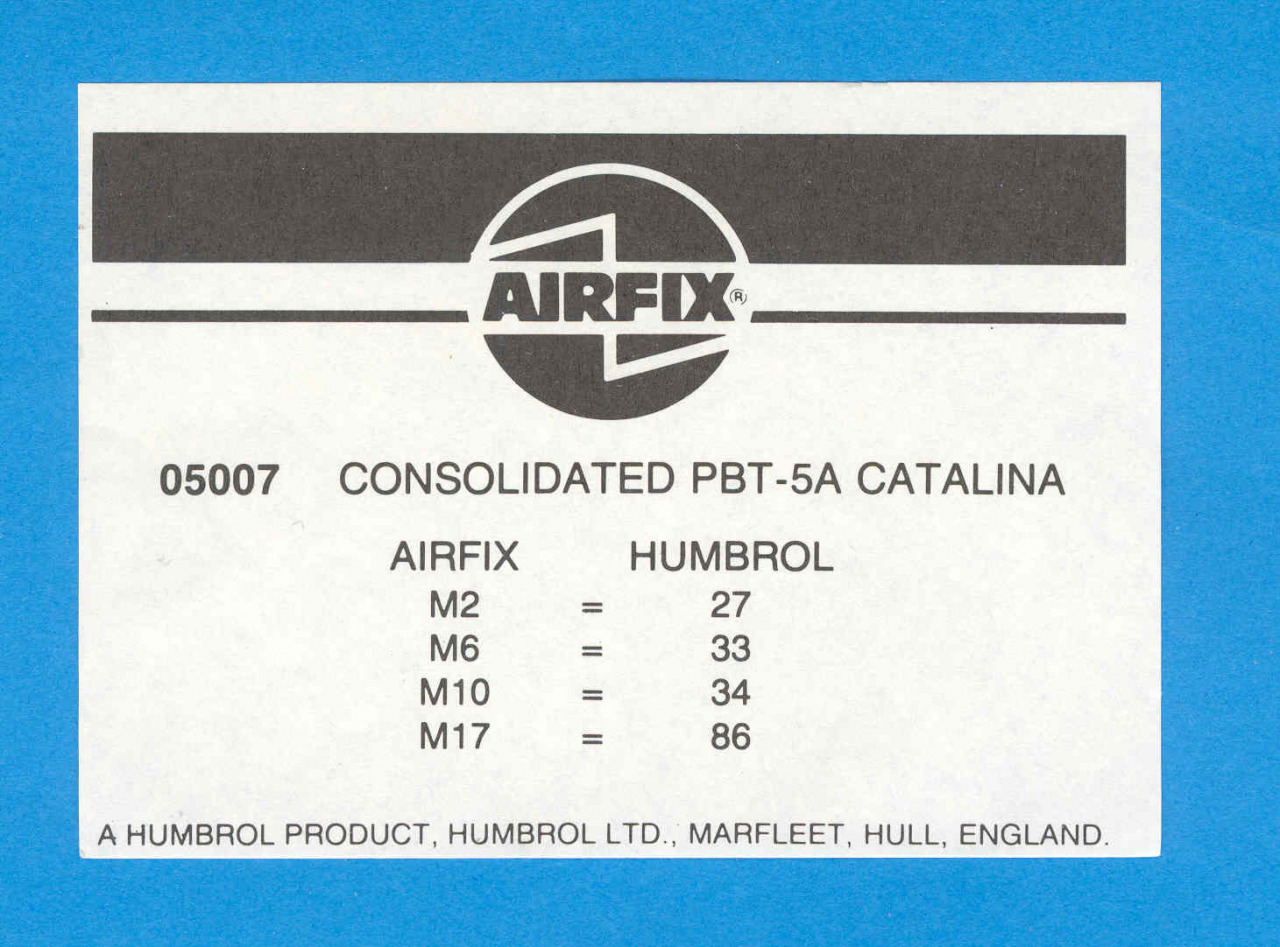 AIRFIX®
05007 CONSOLIDATED PBT-5A CATALINA
AIRFIX HUMBROL
M2 = 27
M6 = 33
M10 = 34
M17 = 86
A HUMBROL PRODUCT, HUMBROL LTD., MARFLEET, HULL, ENGLAND.